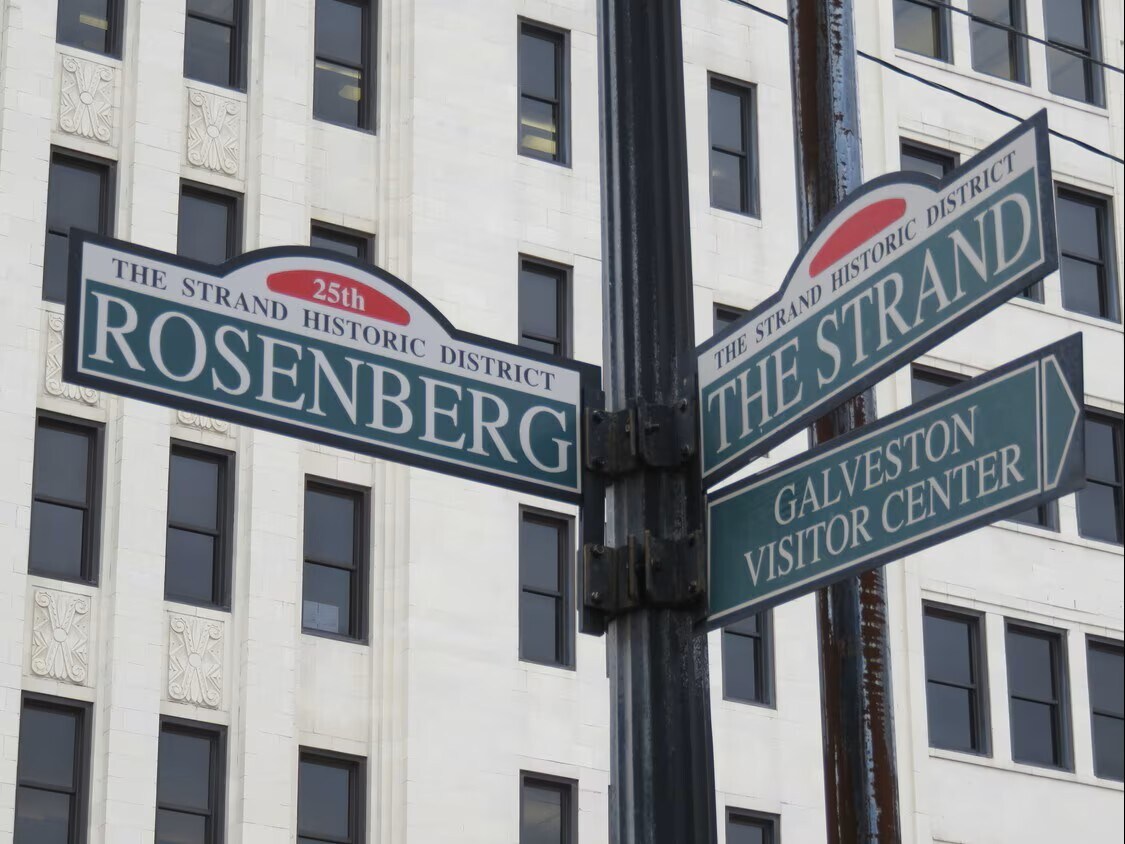 25th
THE STRAND HISTORIC DISTRICT
ROSENBERG
THE STRAND HISTORIC DISTRICT
THE STRAND
GALVESTON
VISITOR CENTER